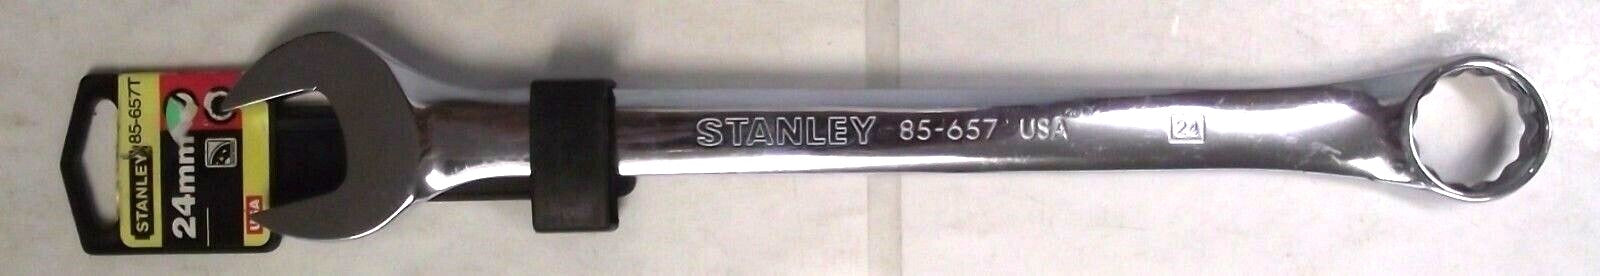 STANLEY 85-657T
24mm
USA
STANLEY 85-657 USA 24